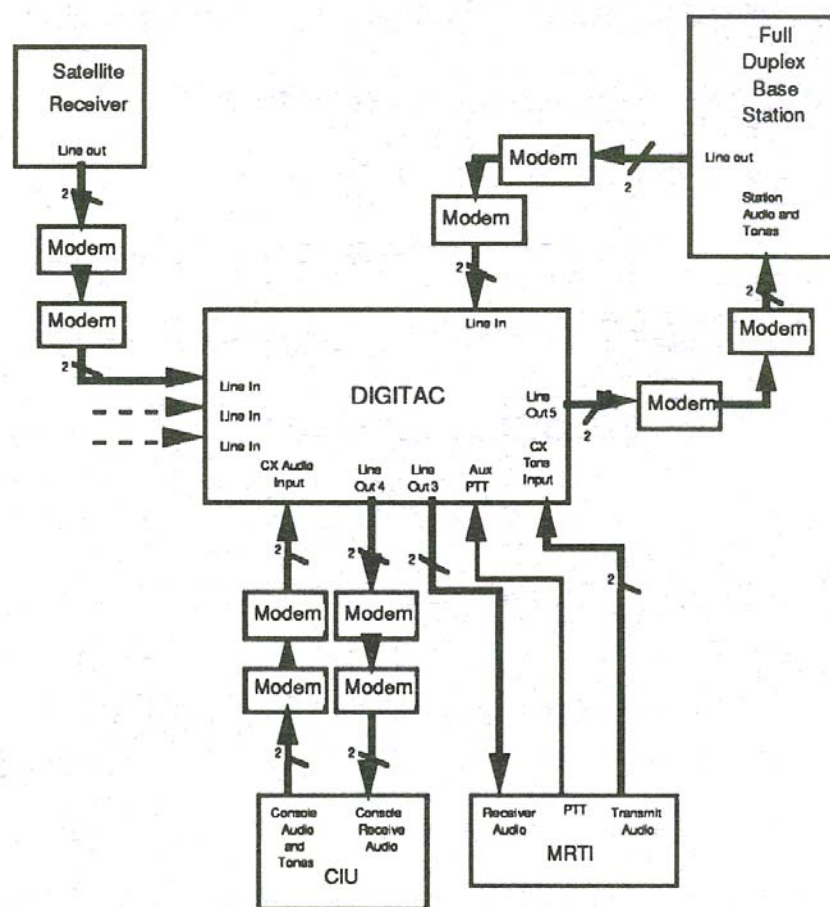 Full
Duplex
Base
Station
Line out
Station
Audio and
Tones
Satellite
Receiver
Line out
2
Modem
Modem
2
Modem
2
Modem
2
Line In
2
Modem
DIGITAC
Line In
Line In
Line In
Line
Out 5
2
Modem
CX Audio
Input
Line
Out 4
Line
Out 3
Aux
PTT
CX
Tone
Input
2
2
2
2
Modem
Modem
Modem
Modem
2
2
Console
Audio
and
Tones
Console
Receive
Audio
CIU
Receiver
Audio
PTT
Transmit
Audio
MRTI